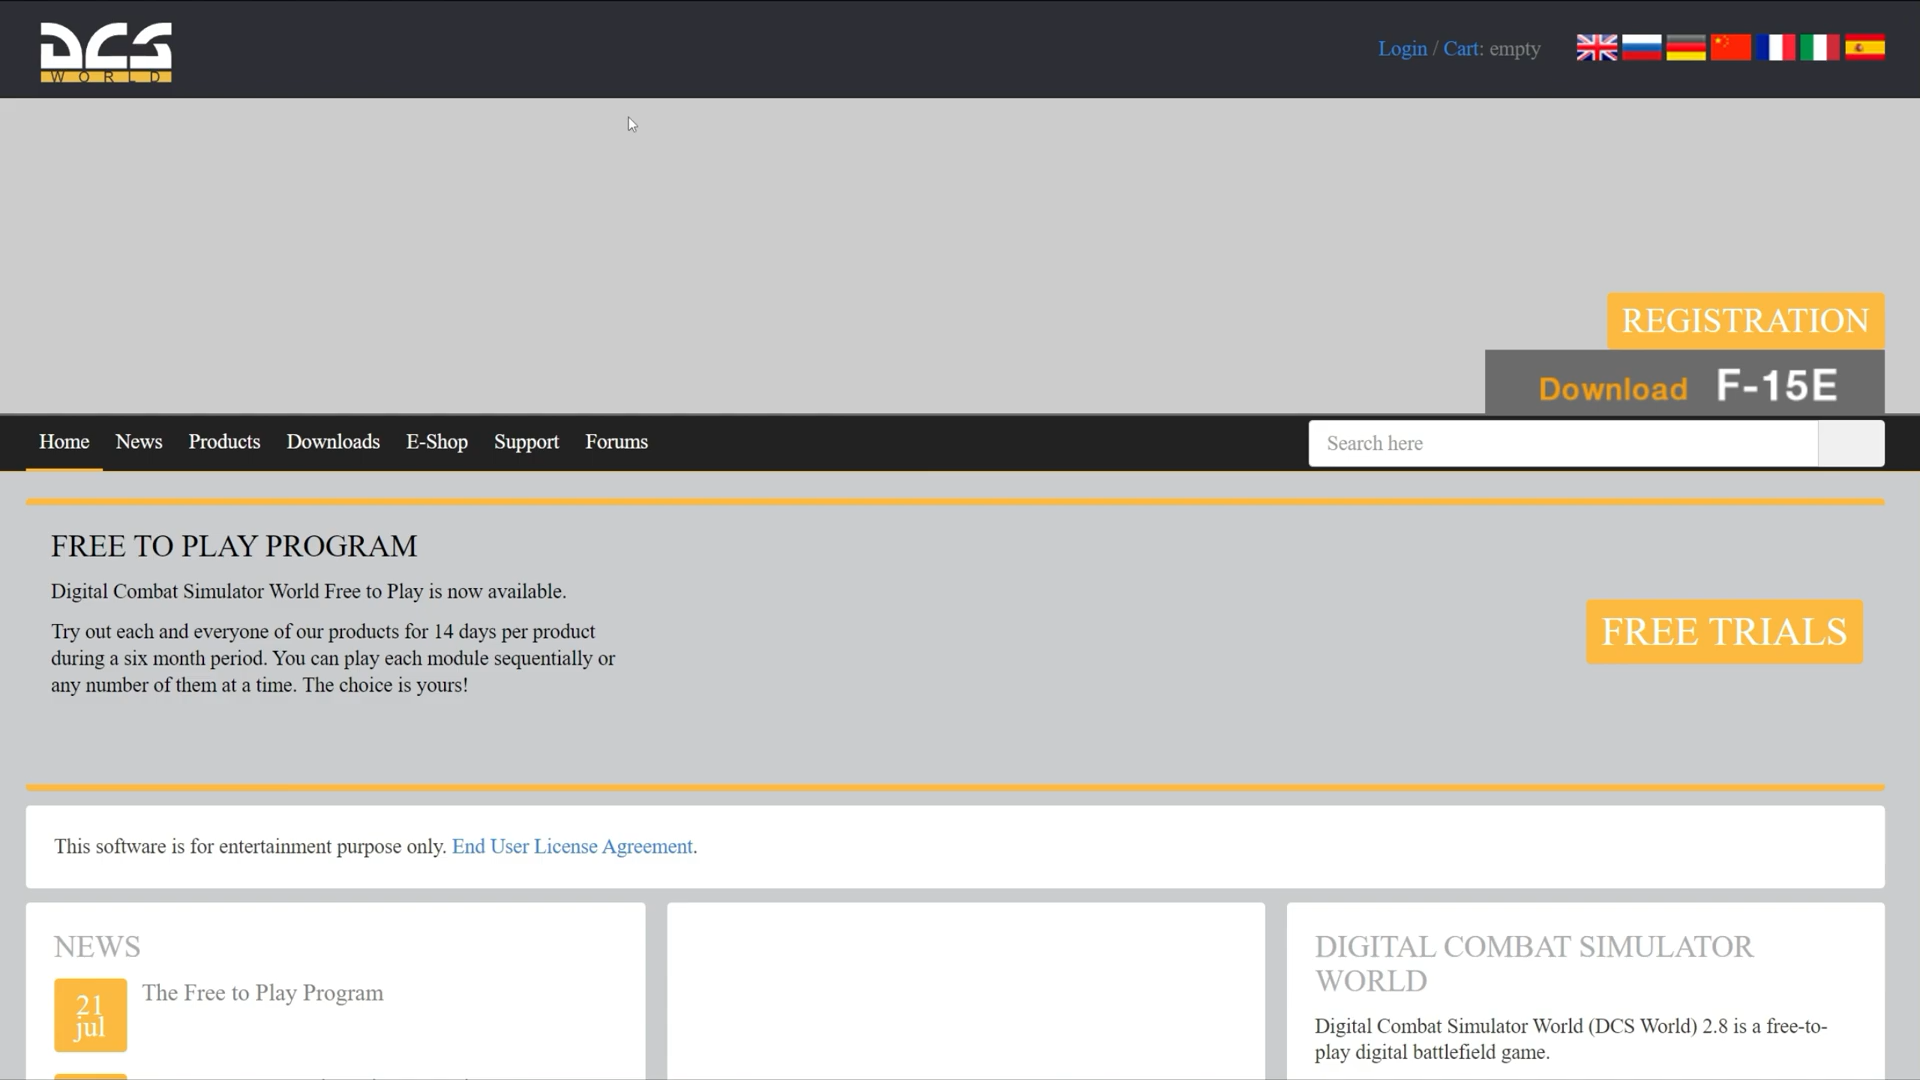 DCS
WORLD
Login / Cart: empty
REGISTRATION
Download F-15E
Home News Products Downloads E-Shop Support Forums
Search here
FREE TO PLAY PROGRAM
Digital Combat Simulator World Free to Play is now available.
Try out each and everyone of our products for 14 days per product
during a six month period. You can play each module sequentially or
any number of them at a time. The choice is yours!
FREE TRIALS
This software is for entertainment purpose only. End User License Agreement.
NEWS
21
jul
The Free to Play Program
DIGITAL COMBAT SIMULATOR
WORLD
Digital Combat Simulator World (DCS World) 2.8 is a free-to-
play digital battlefield game.